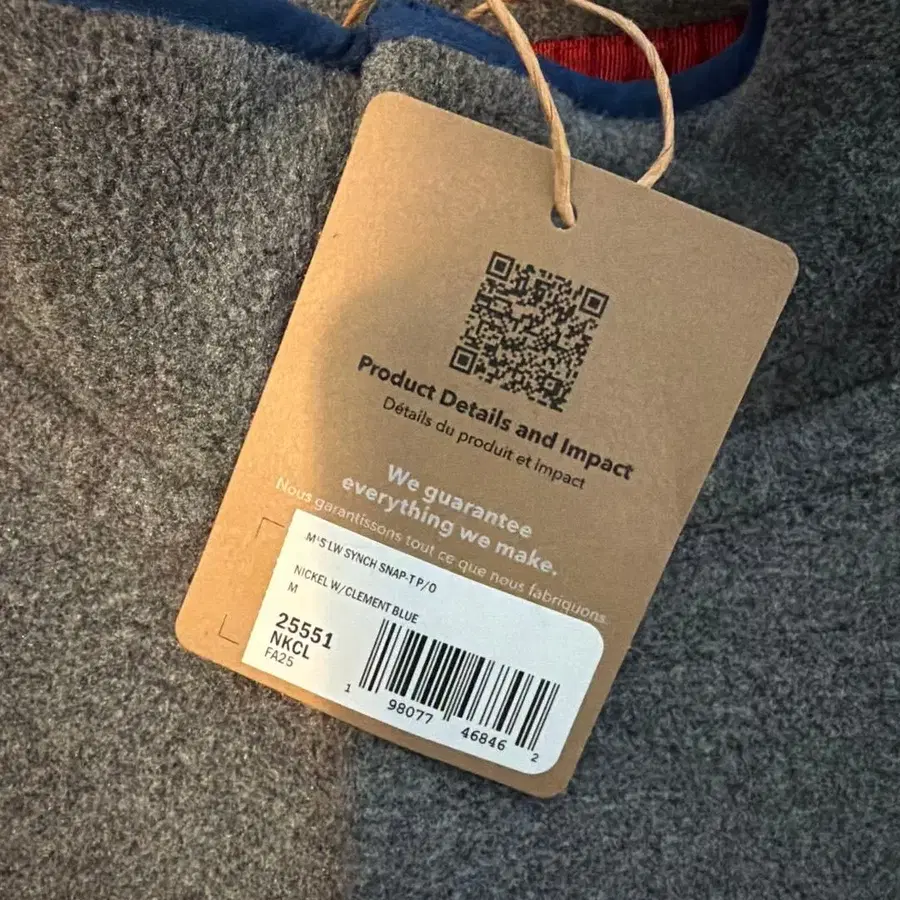 Product Details and Impact
Détails du produit et impact
We guarantee
everything we make.
Nous garantissons tout ce que nous fabriquons.
M'S LW SYNCH SNAP-T P/O
NICKEL W/CLEMENT BLUE
M
25551
NKCL
FA25
1 98077 46846 2